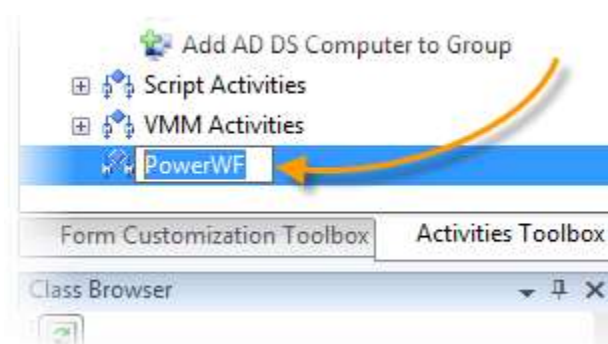 Add AD DS Computer to Group
Script Activities
VMM Activities
PowerWF
Form Customization Toolbox
Activities Toolbox
Class Browser